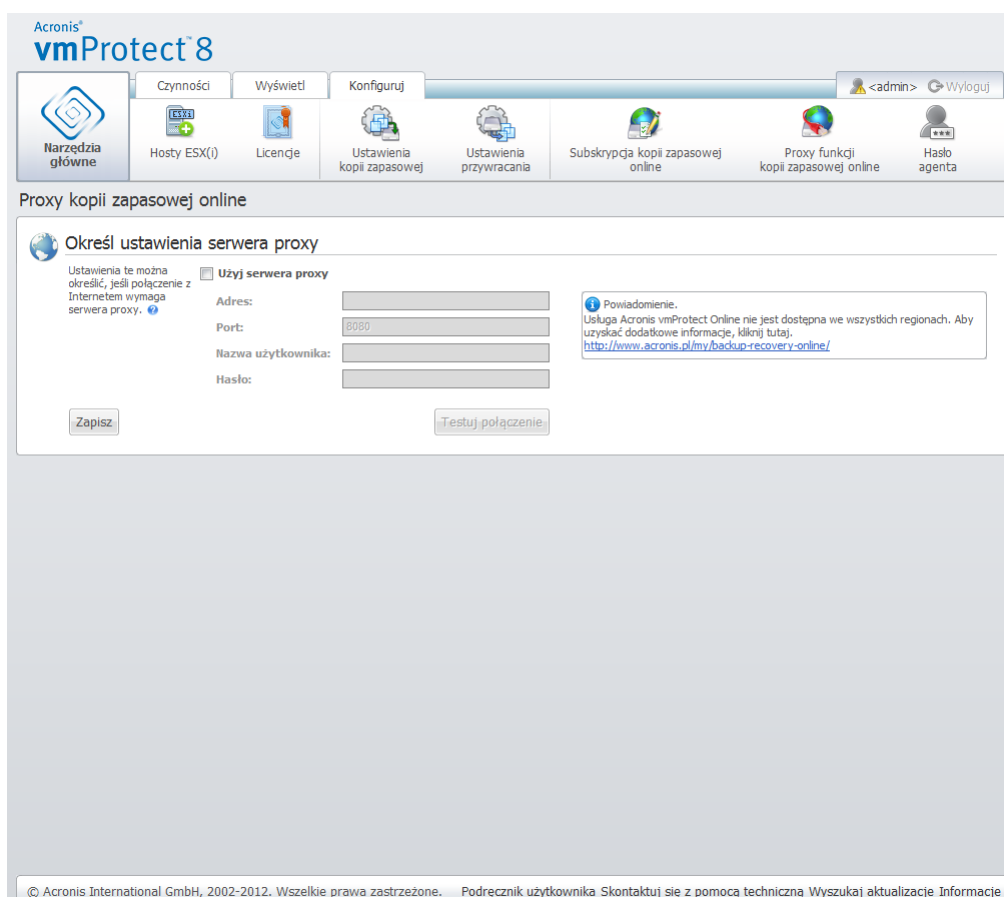 Acronis®
vmProtect™ 8
Czynności Wyświetl Konfiguruj <admin> Wyloguj
Narzędzia
główne
ESXi
Hosty ESX(i)
Licencje
Ustawienia
kopii zapasowej
Ustawienia
przywracania
Subskrypcja kopii zapasowej
online
Proxy funkcji
kopii zapasowej online
***
Hasło
agenta
Proxy kopii zapasowej online
Określ ustawienia serwera proxy
Ustawienia te można
określić, jeśli połączenie z
Internetem wymaga
serwera proxy. ?
Użyj serwera proxy
Adres:
Port: 8080
Nazwa użytkownika:
Hasło:
Powiadomienie.
Usługa Acronis vmProtect Online nie jest dostępna we wszystkich regionach. Aby
uzyskać dodatkowe informacje, kliknij tutaj.
http://www.acronis.pl/my/backup-recovery-online/
Zapisz Testuj połączenie
© Acronis International GmbH, 2002-2012. Wszelkie prawa zastrzeżone. Podręcznik użytkownika Skontaktuj się z pomocą techniczną Wyszukaj aktualizacje Informacje